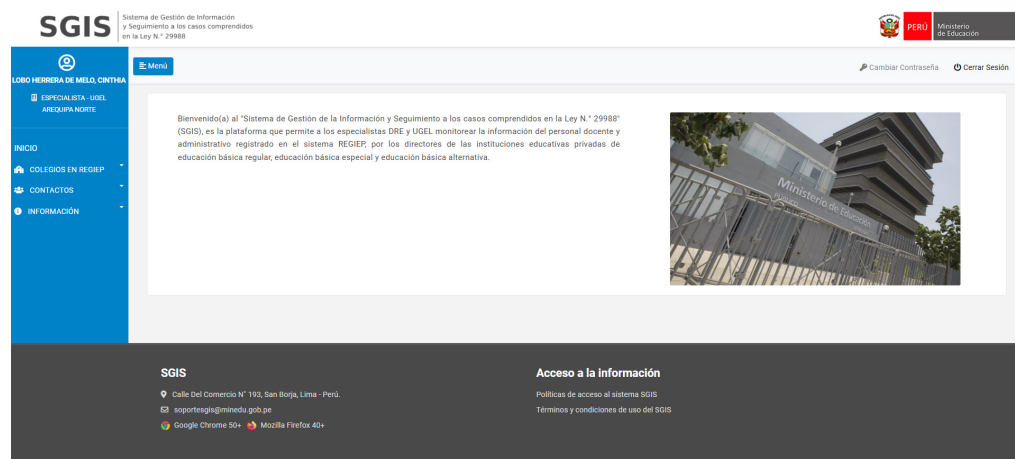 SGIS
Sistema de Gestión de Información
y Seguimiento a los casos comprendidos
en la Ley N.° 29988
PERÚ
Ministerio
de Educación
LOBO HERRERA DE MELO, CINTHIA
ESPECIALISTA - UGEL
AREQUIPA NORTE
Menú
Cambiar Contraseña
Cerrar Sesión
INICIO
COLEGIOS EN REGIEP
CONTACTOS
INFORMACIÓN
Bienvenido(a) al "Sistema de Gestión de la Información y Seguimiento a los casos comprendidos en la Ley N.° 29988"
(SGIS), es la plataforma que permite a los especialistas DRE y UGEL monitorear la información del personal docente y
administrativo registrado en el sistema REGIEP, por los directores de las instituciones educativas privadas de
educación básica regular, educación básica especial y educación básica alternativa.
Ministerio de Educación
SGIS
Calle Del Comercio N° 193, San Borja, Lima - Perú.
soportesgis@minedu.gob.pe
Google Chrome 50+ Mozilla Firefox 40+
Acceso a la información
Políticas de acceso al sistema SGIS
Términos y condiciones de uso del SGIS